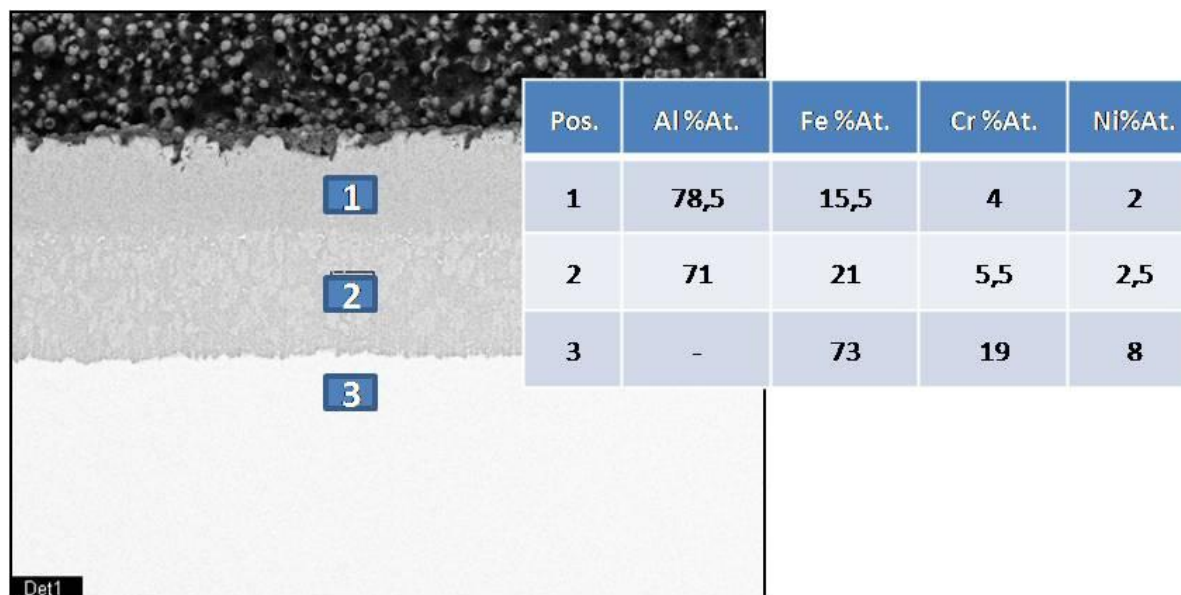 Pos. Al %At. Fe %At. Cr %At. Ni%At.
1 78,5 15,5 4 2
2 71 21 5,5 2,5
3 - 73 19 8
1
2
3
Det1